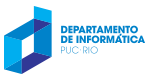 DEPARTAMENTO
DE INFORMÁTICA
PUC-RIO